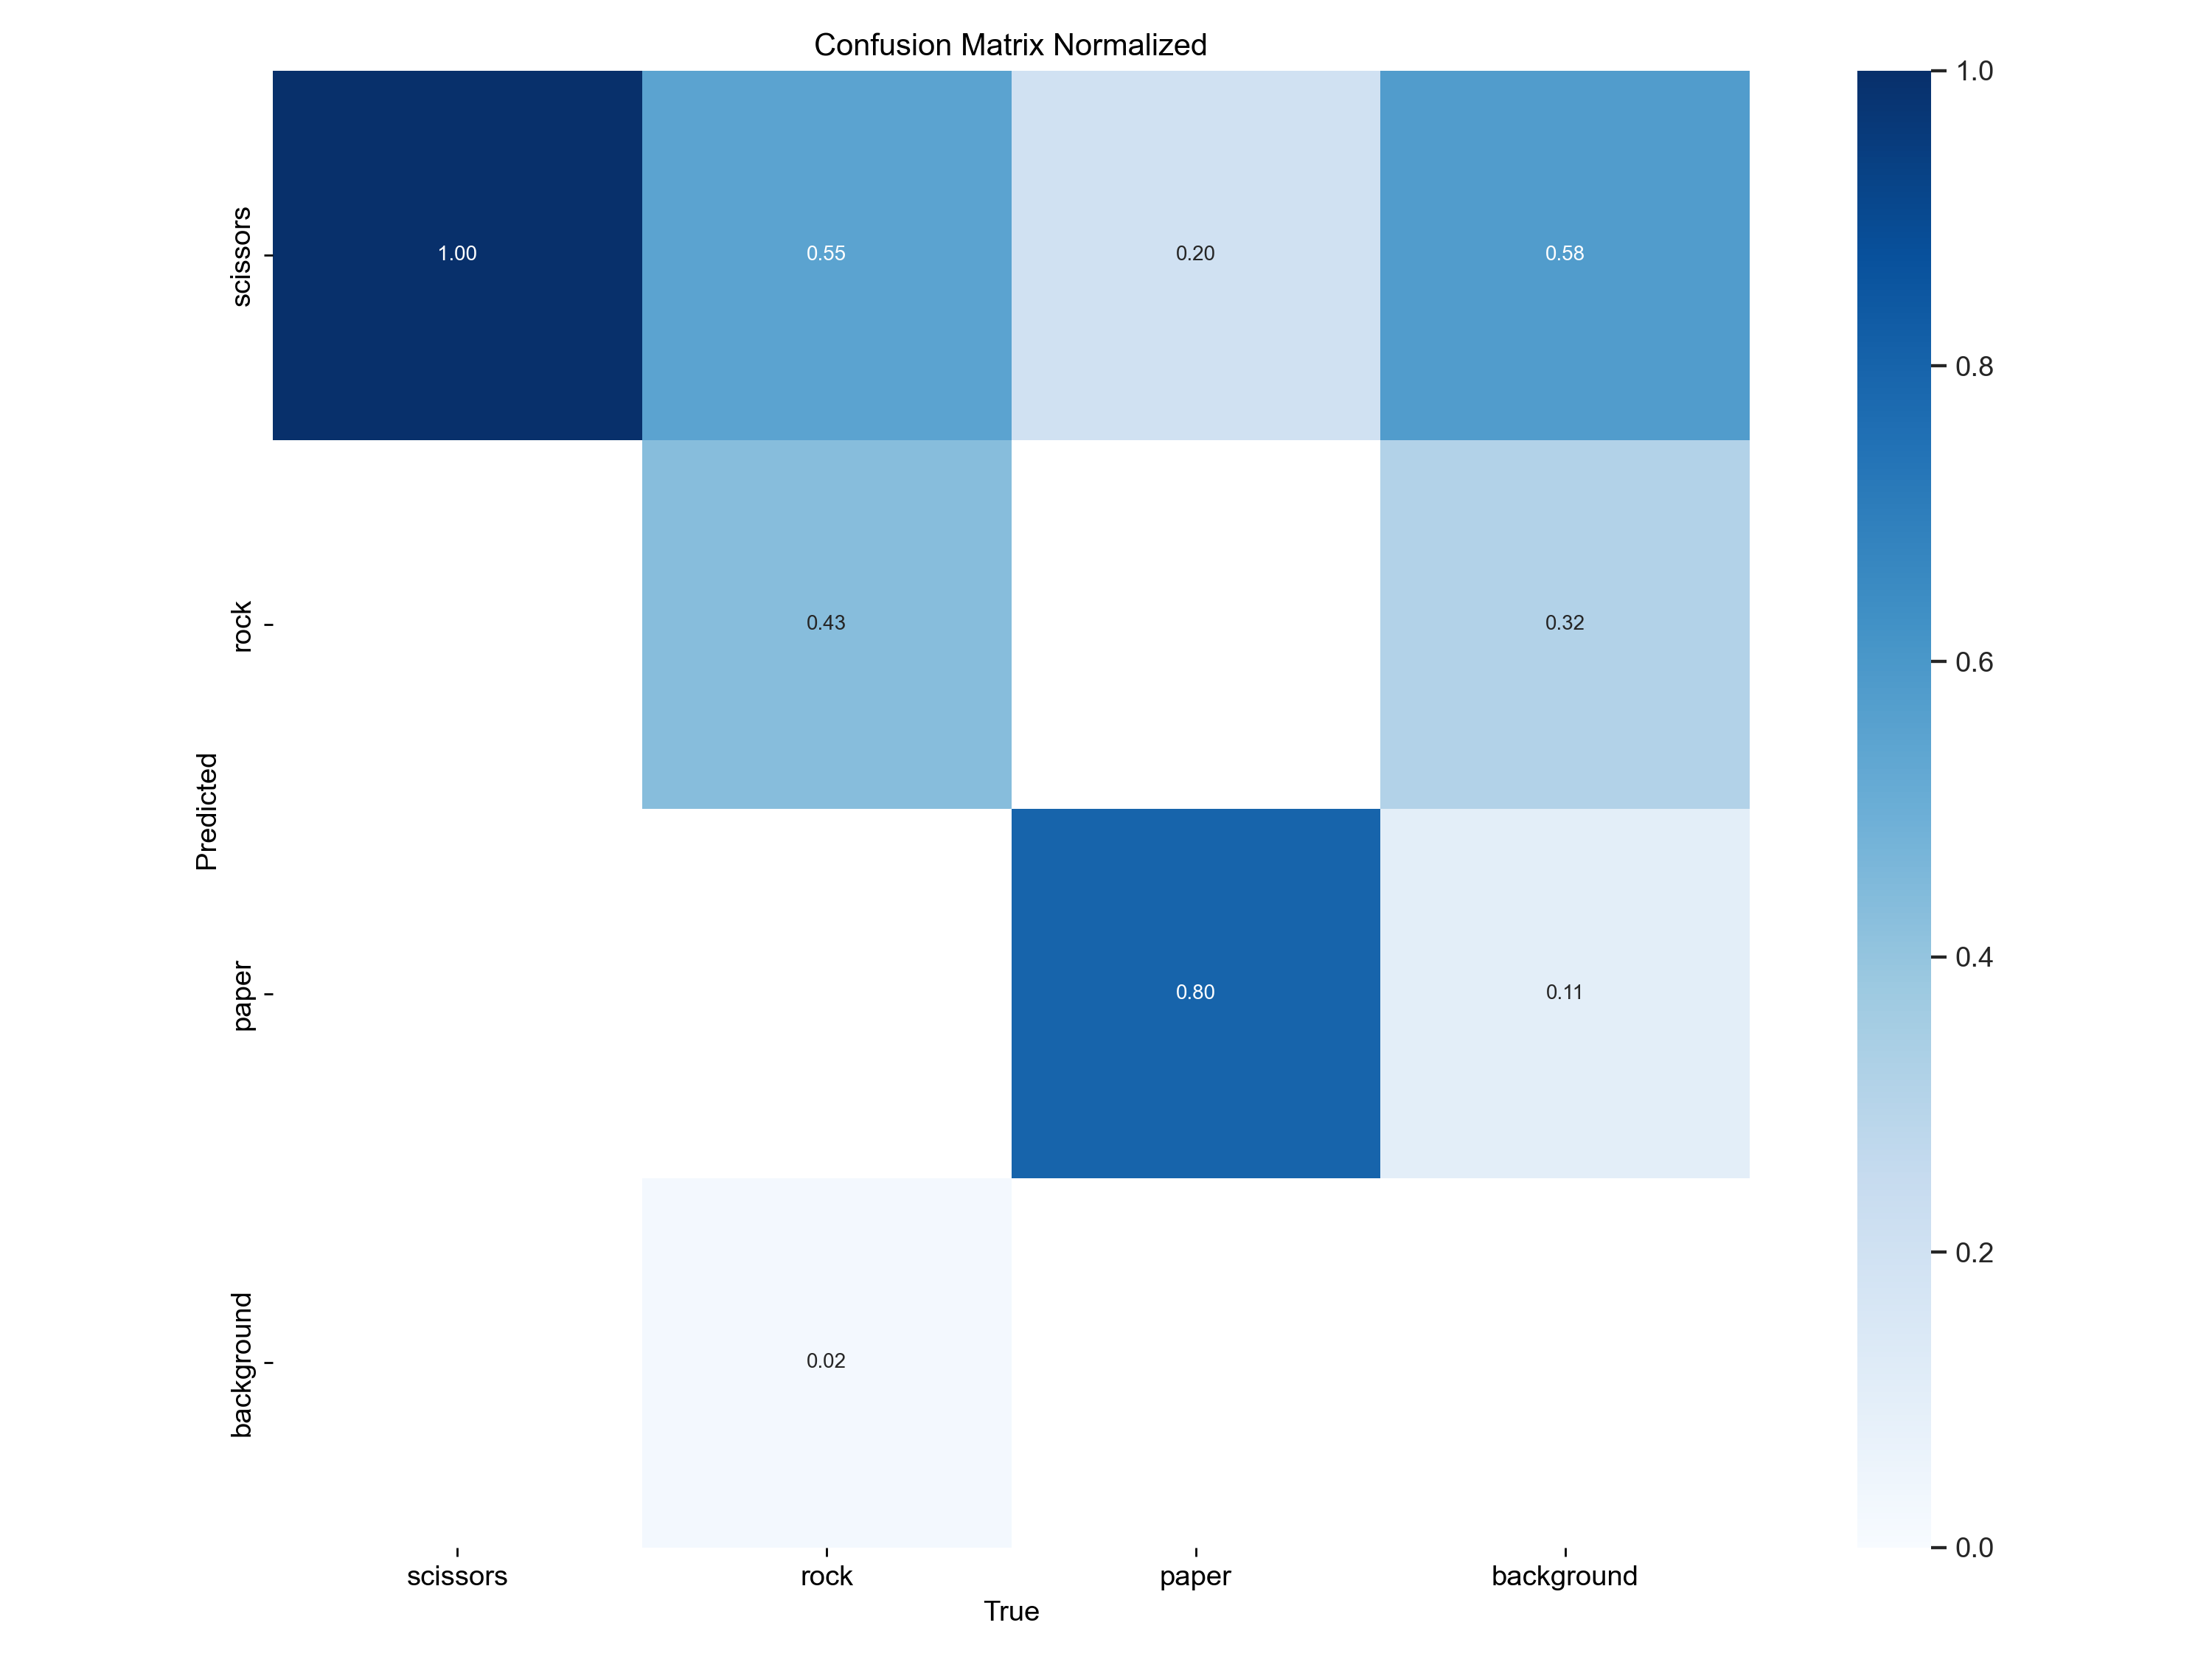 Confusion Matrix Normalized
scissors
1.00
0.55
0.20
0.58
rock
0.43
0.32
paper
0.80
0.11
background
0.02
Predicted
scissors
rock
paper
background
True
1.0
0.8
0.6
0.4
0.2
0.0